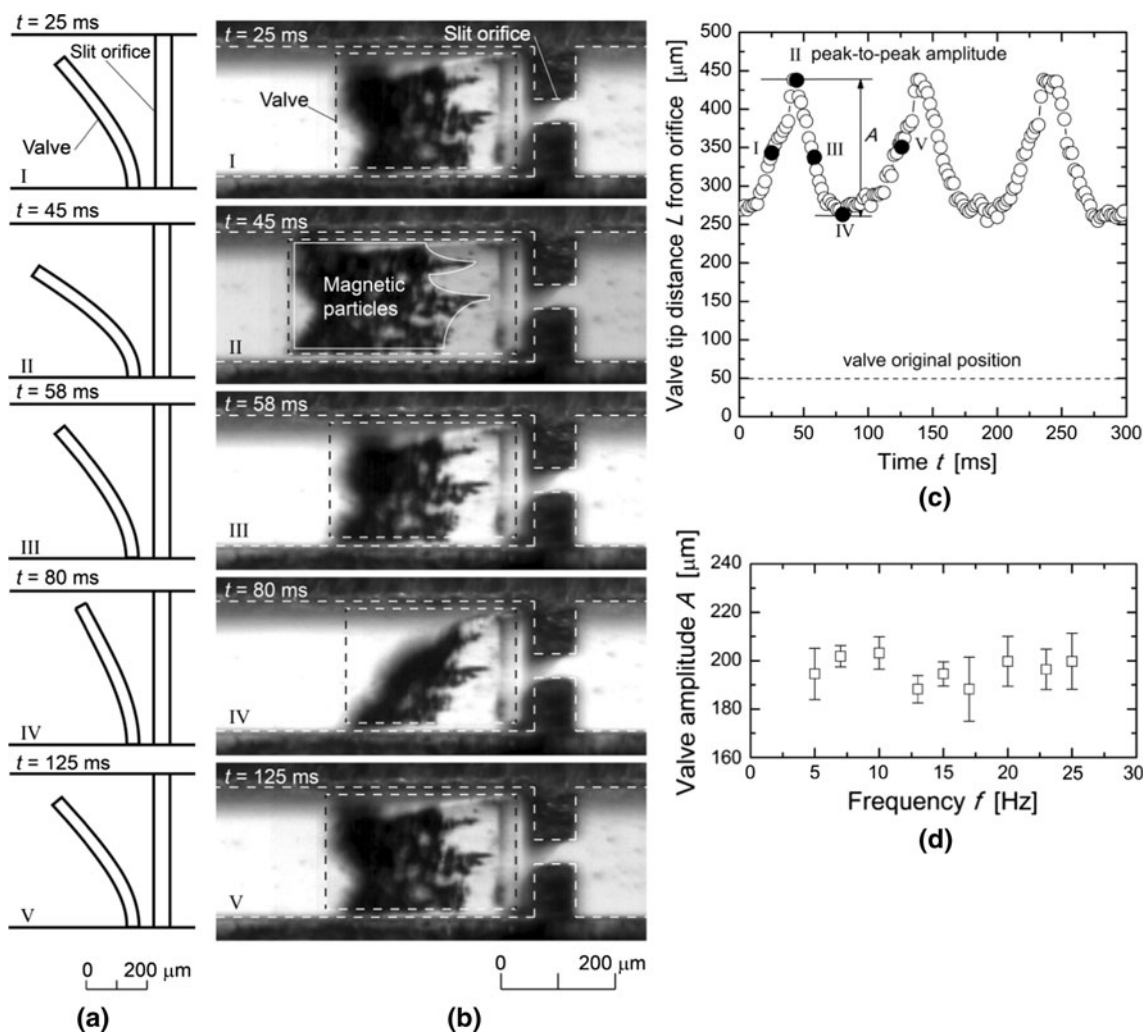 t = 25 ms
Slit orifice
Valve
I
t = 45 ms
II
t = 58 ms
III
t = 80 ms
IV
t = 125 ms
V
0 200 μm
(a)
t = 25 ms
Slit orifice
Valve
I
t = 45 ms
Magnetic
particles
II
t = 58 ms
III
t = 80 ms
IV
t = 125 ms
V
0 200 μm
(b)
Valve tip distance L from orifice [μm]
500
450
400
350
300
250
200
150
100
50
0
II peak-to-peak amplitude
I
III
A
V
IV
valve original position
0 50 100 150 200 250 300
Time t [ms]
(c)
Valve amplitude A [μm]
240
220
200
180
160
0 5 10 15 20 25 30
Frequency f [Hz]
(d)